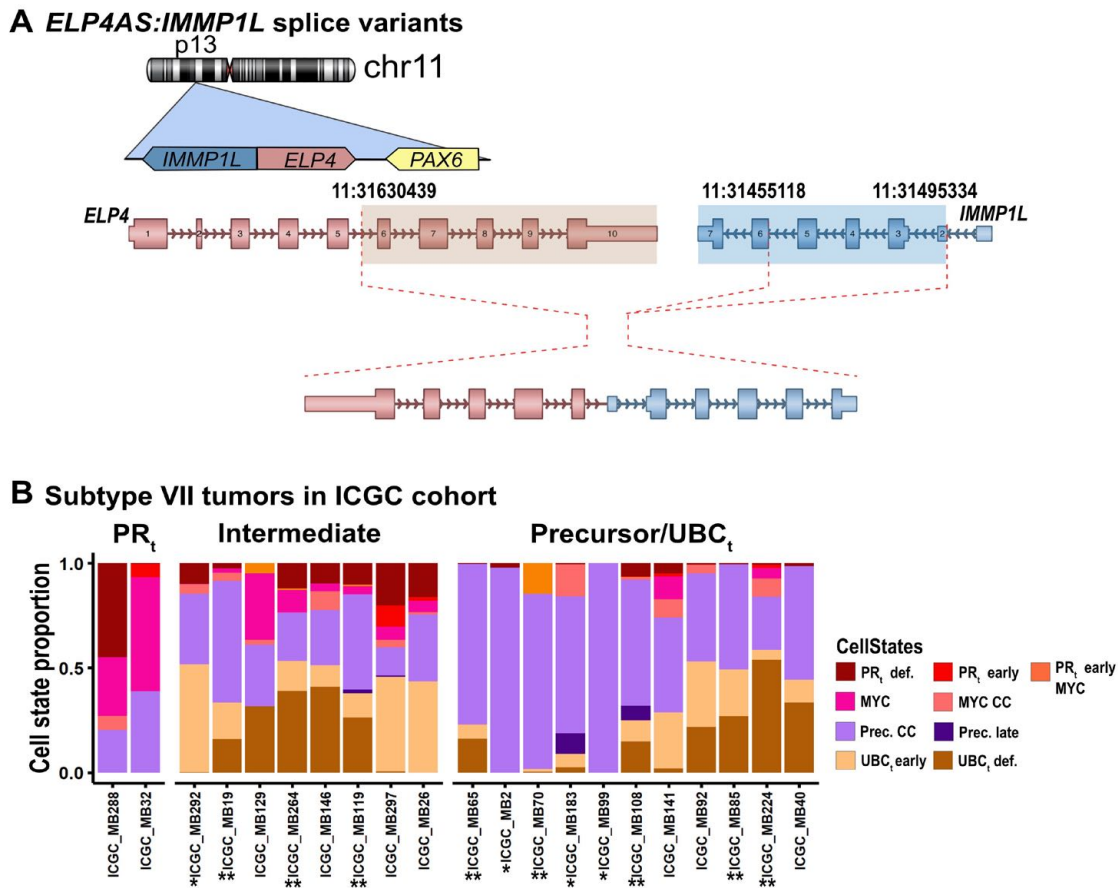 A ELP4AS:IMMP1L splice variants
p13
chr11
IMMP1L ELP4 PAX6
11:31630439 11:31455118 11:31495334
ELP4 IMMP1L
1 2 3 4 5 6 7 8 9 10 7 6 5 4 3 2
B Subtype VII tumors in ICGC cohort
PRt Intermediate Precursor/UBCt
Cell state proportion
1.0
0.5
0.0
CellStates
PRt def. PRt early PRt early MYC
MYC MYC CC
Prec. CC Prec. late
UBCt early UBCt def.
ICGC_MB288
ICGC_MB32
*ICGC_MB292
**ICGC_MB19
ICGC_MB129
**ICGC_MB264
ICGC_MB146
**ICGC_MB119
ICGC_MB297
ICGC_MB26
**ICGC_MB65
*ICGC_MB2
**ICGC_MB70
*ICGC_MB183
*ICGC_MB99
**ICGC_MB108
ICGC_MB141
ICGC_MB92
**ICGC_MB85
**ICGC_MB224
ICGC_MB40